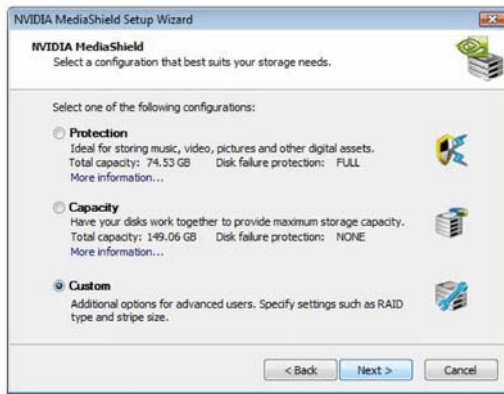 NVIDIA MediaShield Setup Wizard
NVIDIA MediaShield
Select a configuration that best suits your storage needs.
Select one of the following configurations:
Protection
Ideal for storing music, video, pictures and other digital assets.
Total capacity: 74.53 GB Disk failure protection: FULL
More information...
Capacity
Have your disks work together to provide maximum storage capacity.
Total capacity: 149.06 GB Disk failure protection: NONE
More information...
Custom
Additional options for advanced users. Specify settings such as RAID
type and stripe size.
< Back Next > Cancel